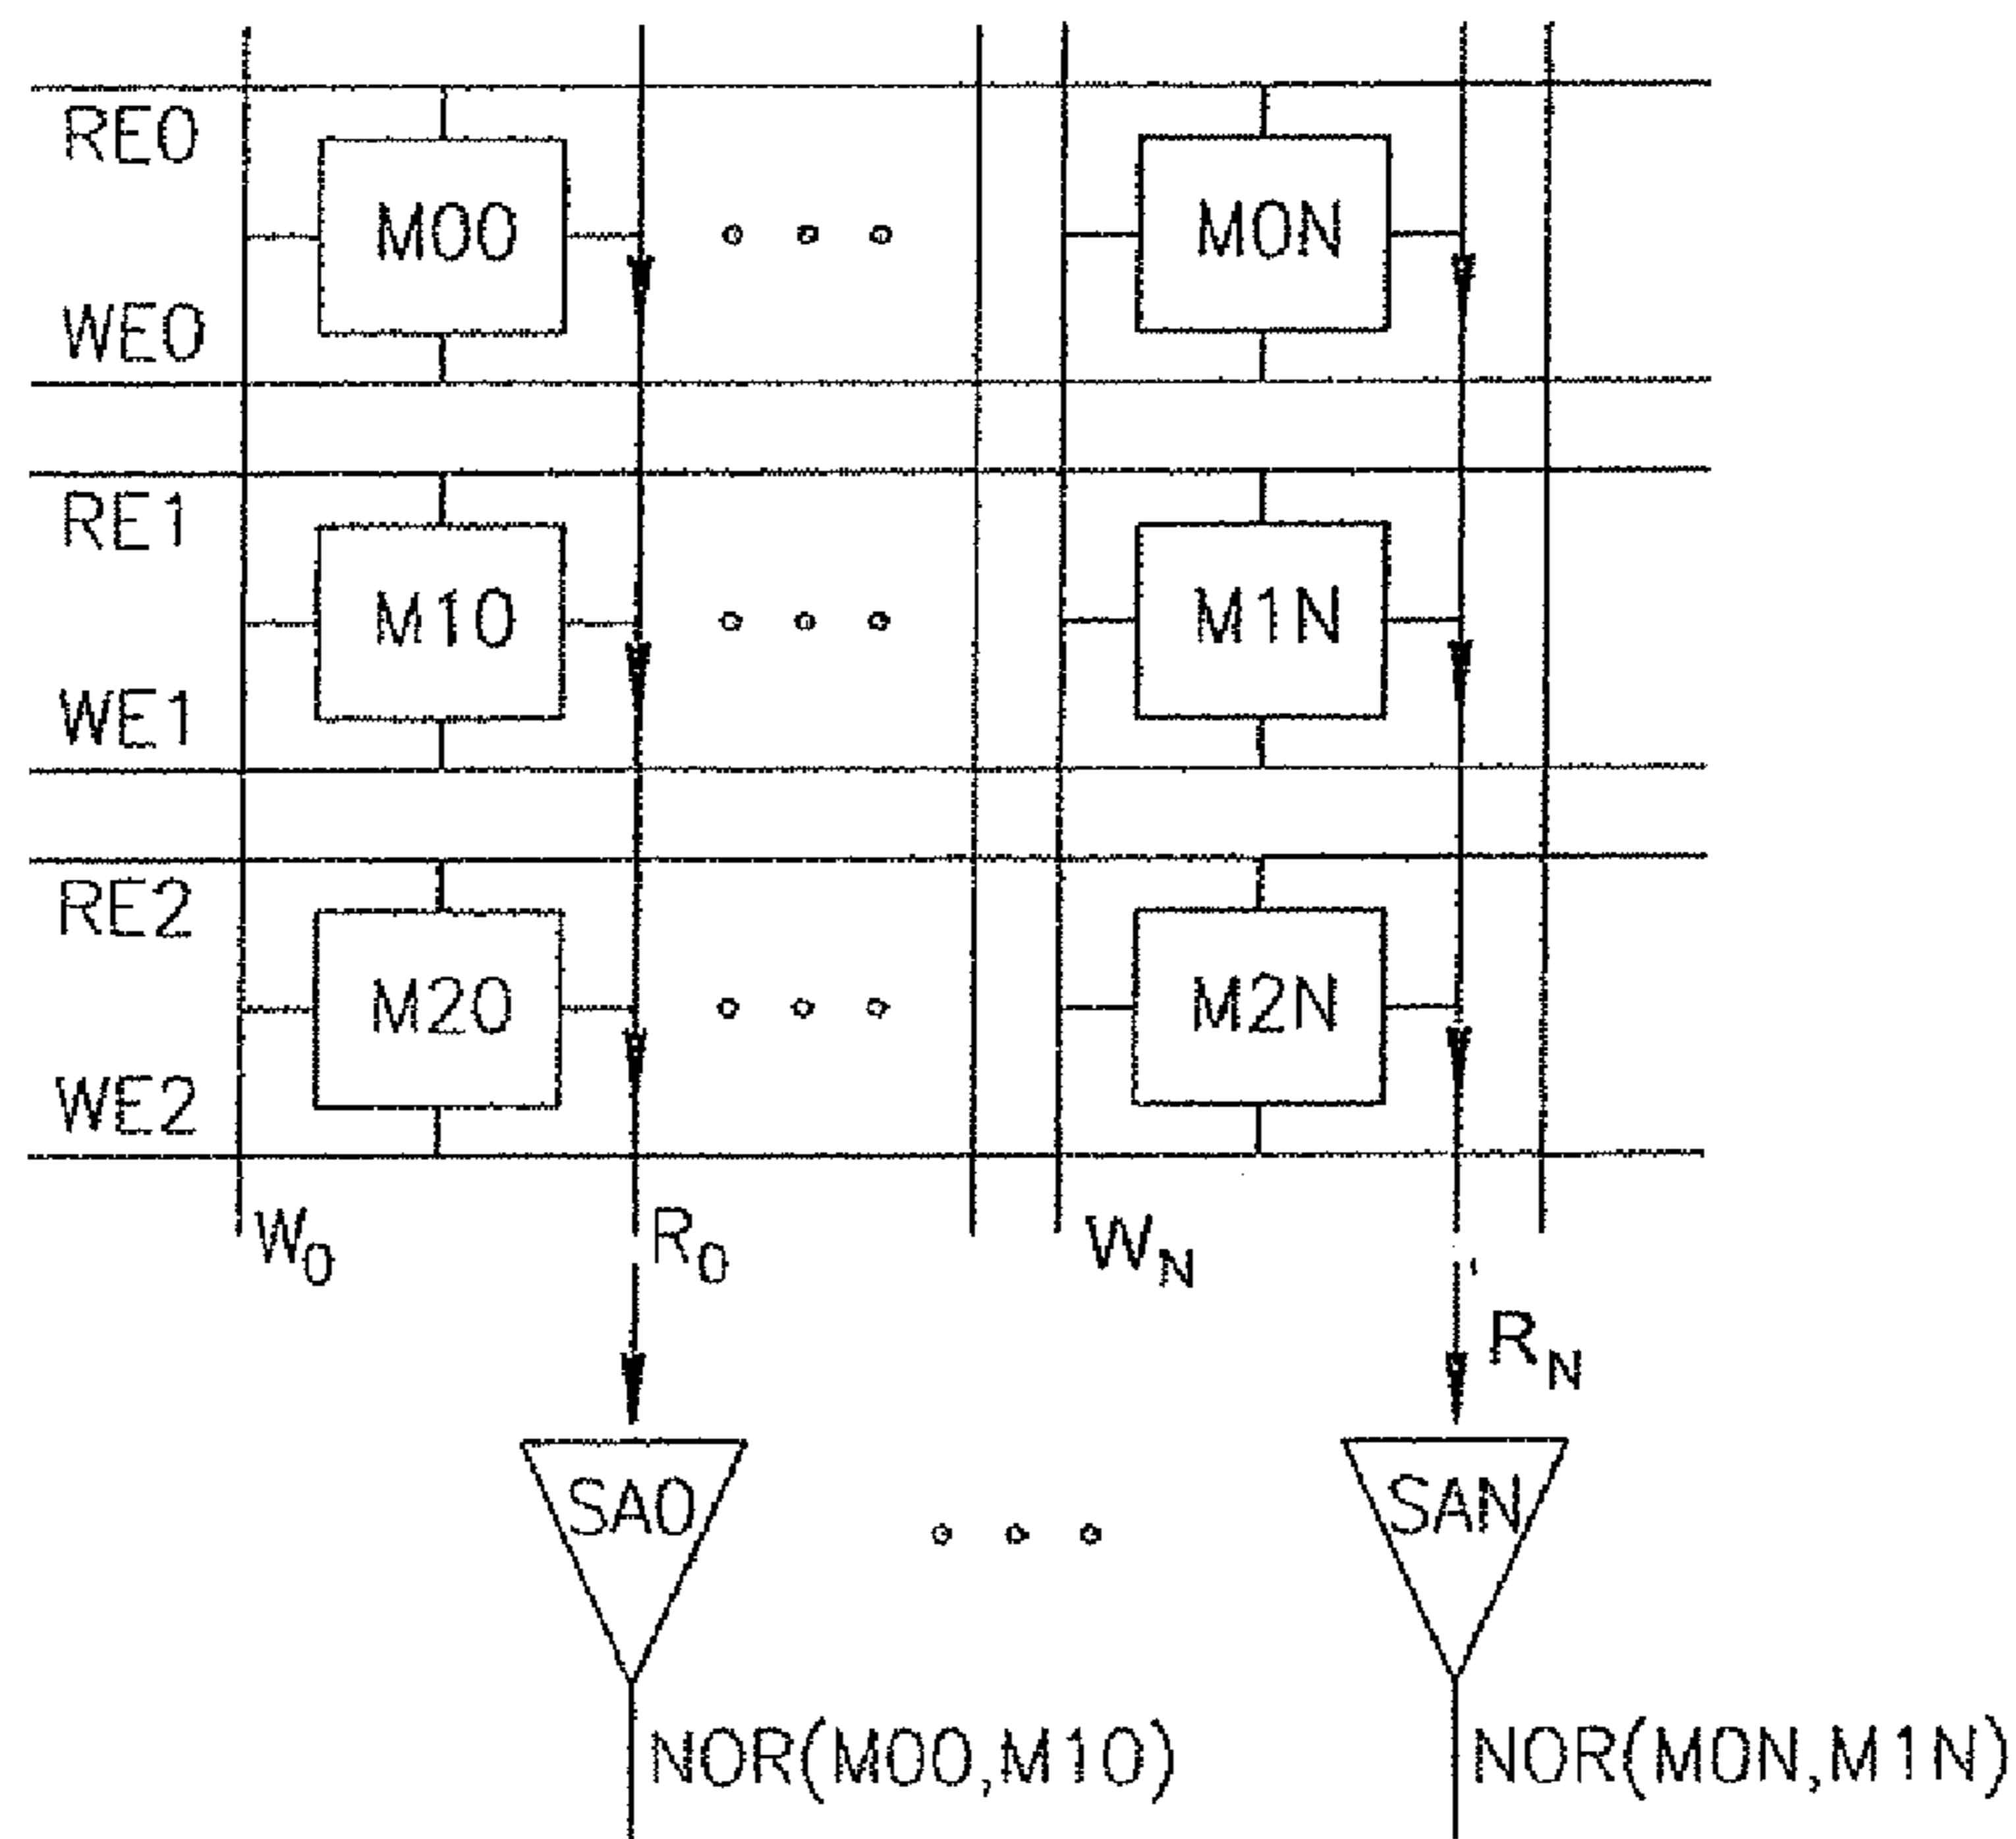 RE0
M00
M0N
WE0
RE1
M10
M1N
WE1
RE2
M20
M2N
WE2
W0
R0
WN
RN
SA0
SAN
NOR(M00,M10)
NOR(M0N,M1N)